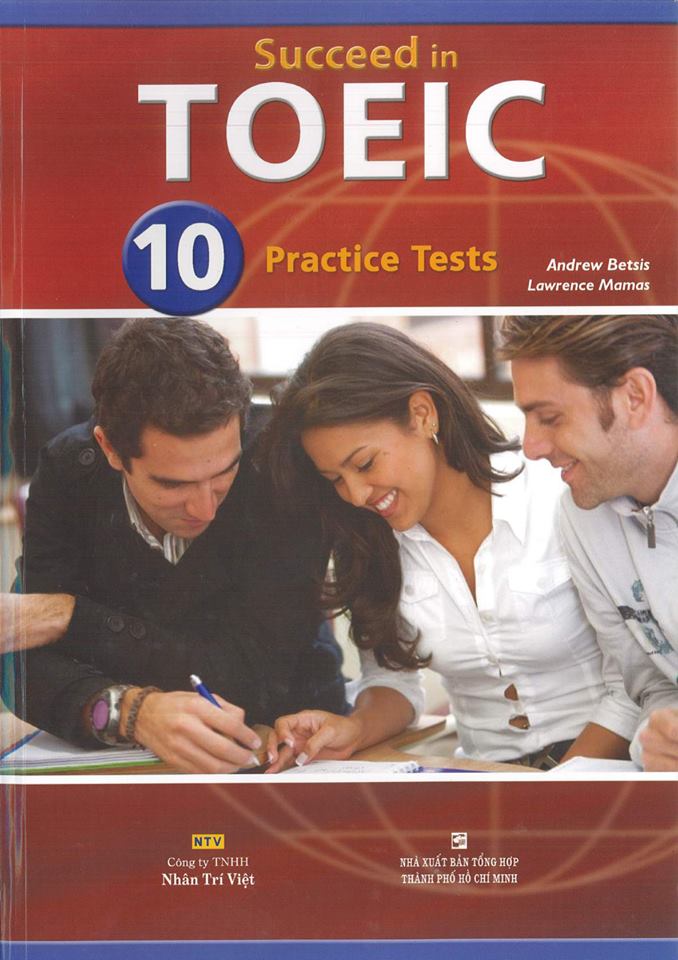 Succeed in
TOEIC
10
Practice Tests
Andrew Betsis
Lawrence Mamas
NTV
Công ty TNHH
Nhân Trí Việt
NHÀ XUẤT BẢN TỔNG HỢP
THÀNH PHỐ HỒ CHÍ MINH